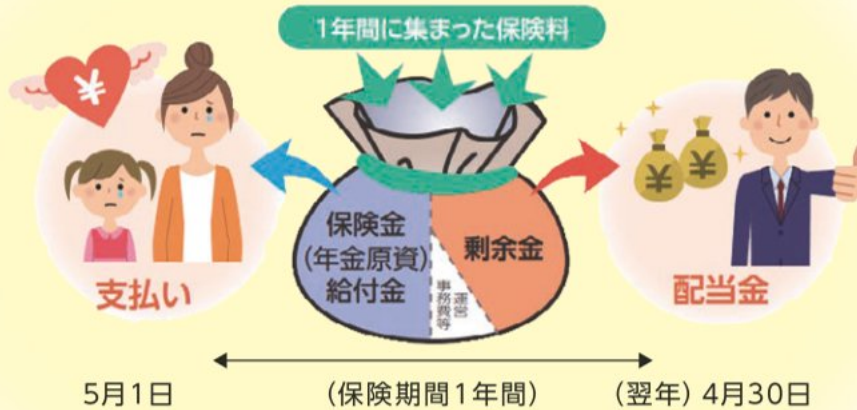 1年間に集まった保険料
¥
保険金
(年金原資)
給付金
運営
事務費等
剰余金
¥ ¥
支払い
配当金
5月1日 (保険期間1年間) (翌年) 4月30日